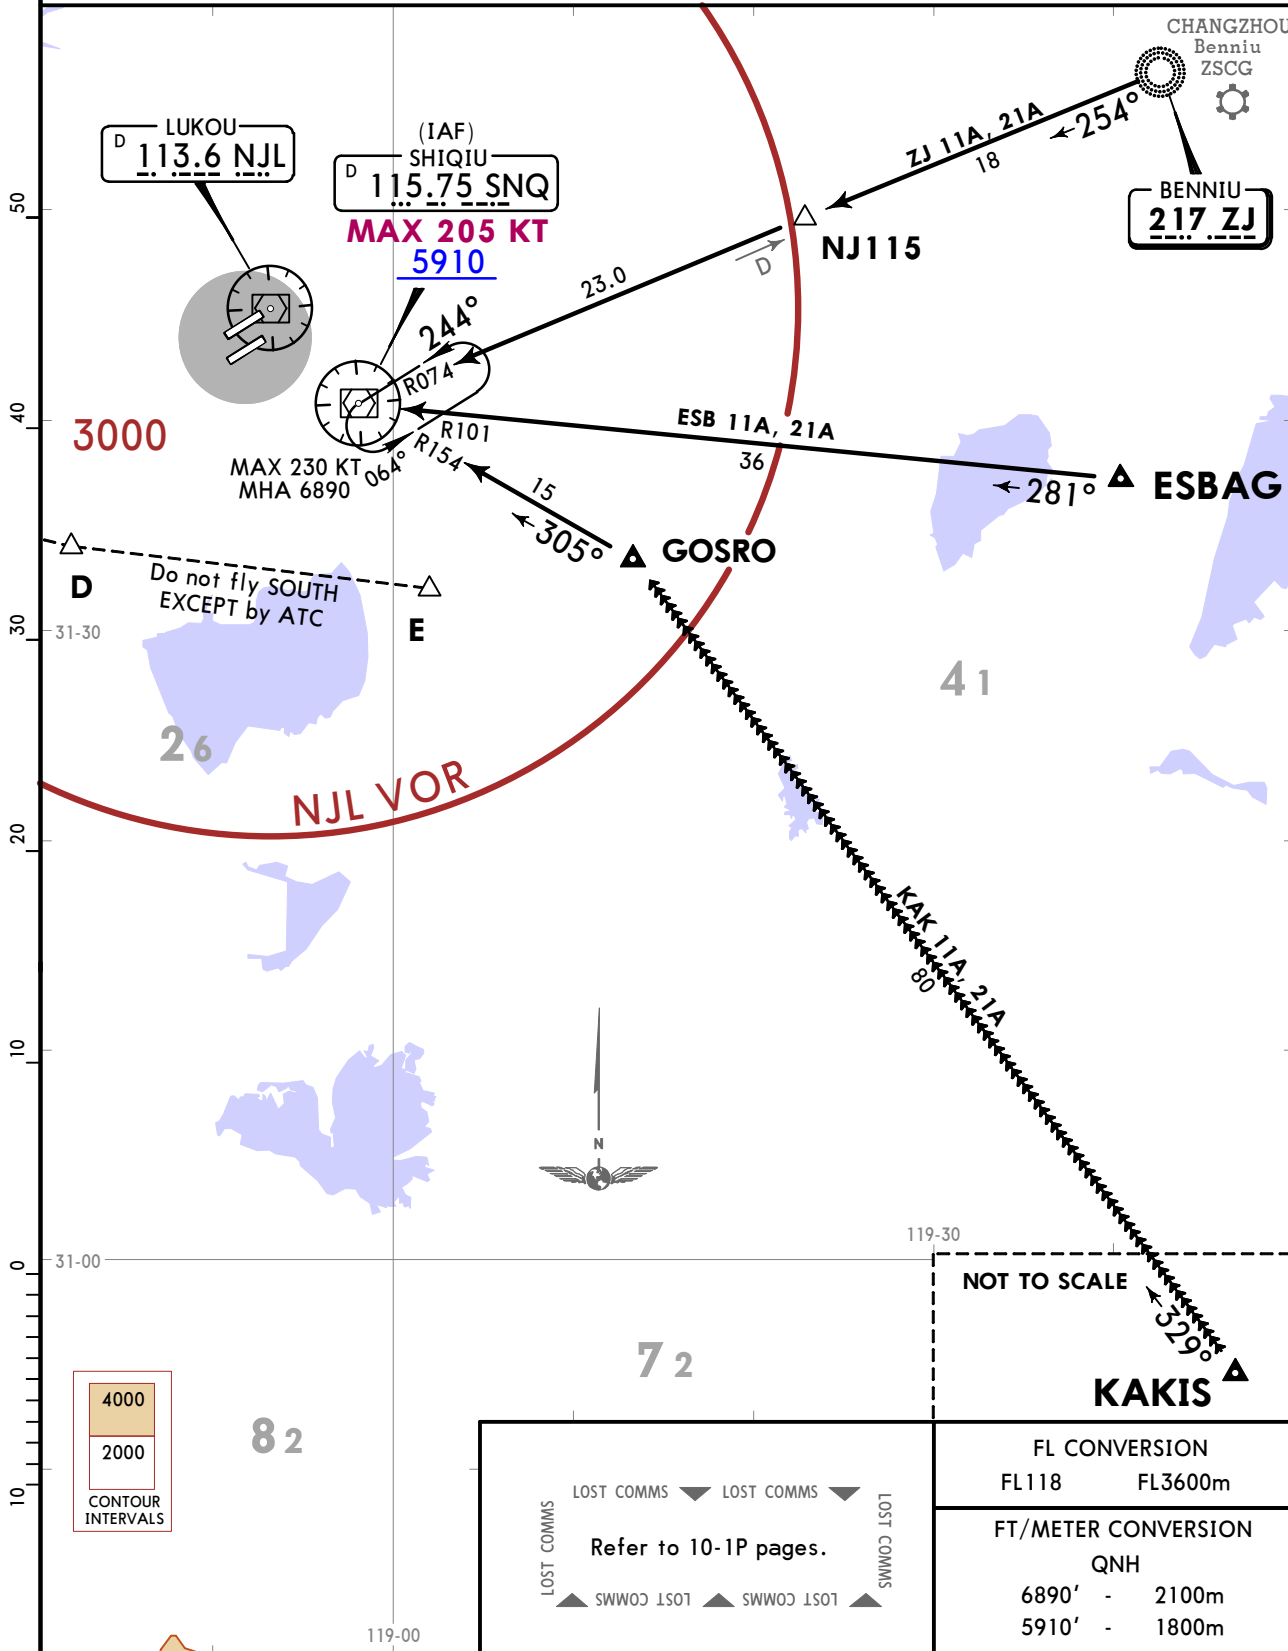 CHANGZHOU
Benniu
ZSCG
LUKOU
D 113.6 NJL
(IAF)
SHIQIU
D 115.75 SNQ
MAX 205 KT
5910
ZJ 11A, 21A
254°
18
BENNIU
217 ZJ
50
NJ115
D
23.0
244°
R074
40
3000
ESB 11A, 21A
36
R101
R154
064°
MAX 230 KT
MHA 6890
281°
ESBAG
15
305°
GOSRO
D
Do not fly SOUTH
EXCEPT by ATC
E
30
31-30
41
26
NJL VOR
20
KAK 11A, 21A
80
10
N
119-30
0
31-00
NOT TO SCALE
329°
KAKIS
72
82
4000
2000
CONTOUR
INTERVALS
10
FL CONVERSION
FL118 FL3600m
LOST COMMS LOST COMMS
LOST COMMS
LOST COMMS
Refer to 10-1P pages.
LOST COMMS LOST COMMS
FT/METER CONVERSION
QNH
6890' - 2100m
5910' - 1800m
119-00